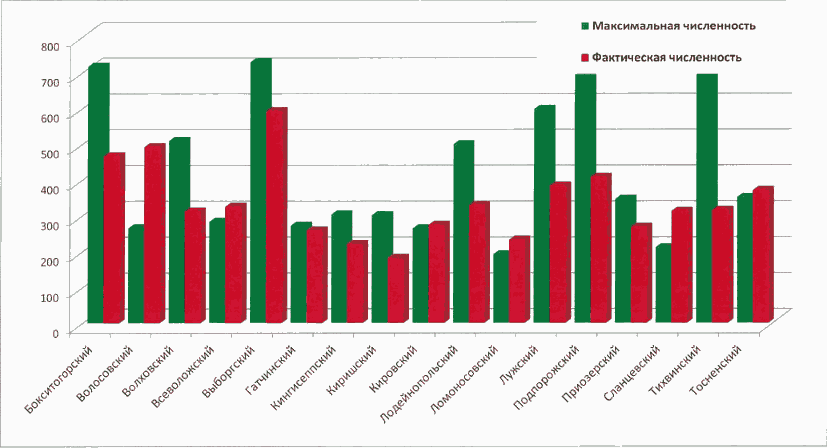 Максимальная численность
Фактическая численность
800
700
600
500
400
300
200
100
0
Бокситогорский
Волосовский
Волховский
Всеволожский
Выборгский
Гатчинский
Кингисеппский
Киришский
Кировский
Лодейнопольский
Ломоносовский
Лужский
Подпорожский
Приозерский
Сланцевский
Тихвинский
Тосненский